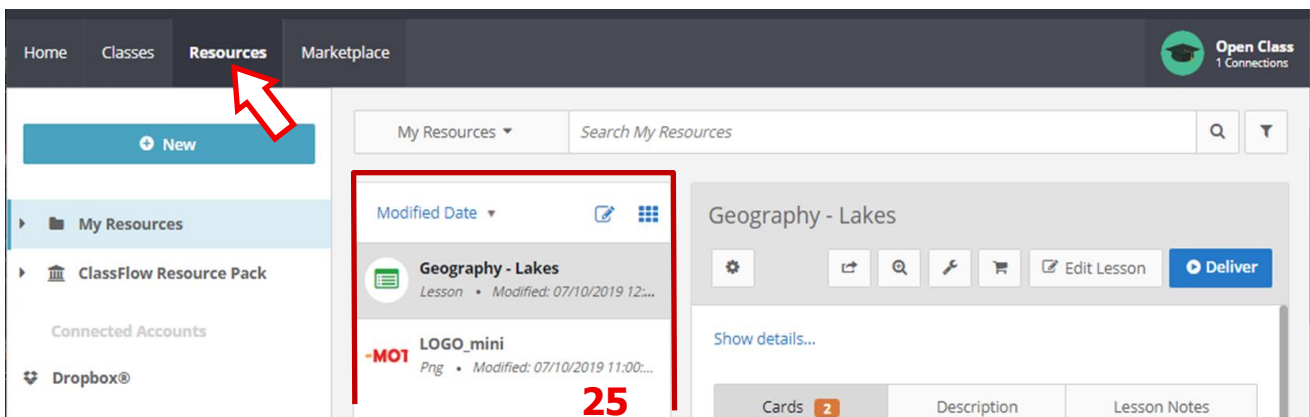 Home Classes Resources Marketplace
Open Class
1 Connections
New
My Resources
Search My Resources
My Resources
ClassFlow Resource Pack
Connected Accounts
Dropbox®
Modified Date
Geography - Lakes
Lesson • Modified: 07/10/2019 12:...
-MOT
LOGO_mini
Png • Modified: 07/10/2019 11:00:...
25
Geography - Lakes
Edit Lesson
Deliver
Show details...
Cards 2
Description
Lesson Notes